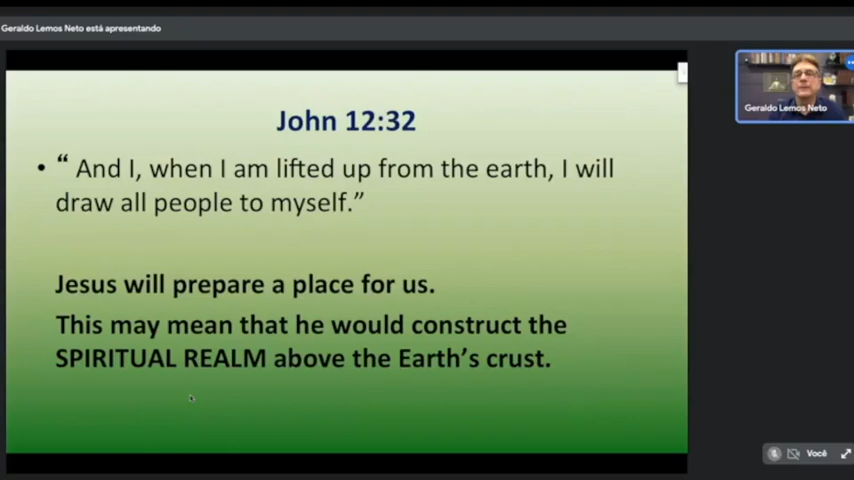 Geraldo Lemos Neto está apresentando
John 12:32
• “ And I, when I am lifted up from the earth, I will
draw all people to myself.”
Jesus will prepare a place for us.
This may mean that he would construct the
SPIRITUAL REALM above the Earth’s crust.
Geraldo Lemos Neto
Você